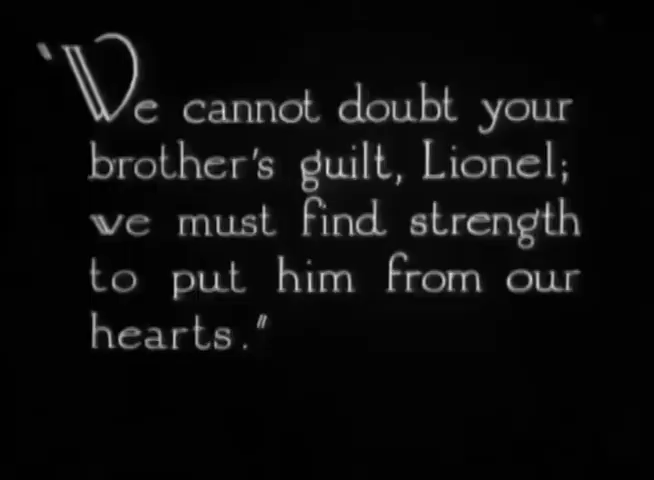 "We cannot doubt your
brother's guilt, Lionel;
we must find strength
to put him from our
hearts."